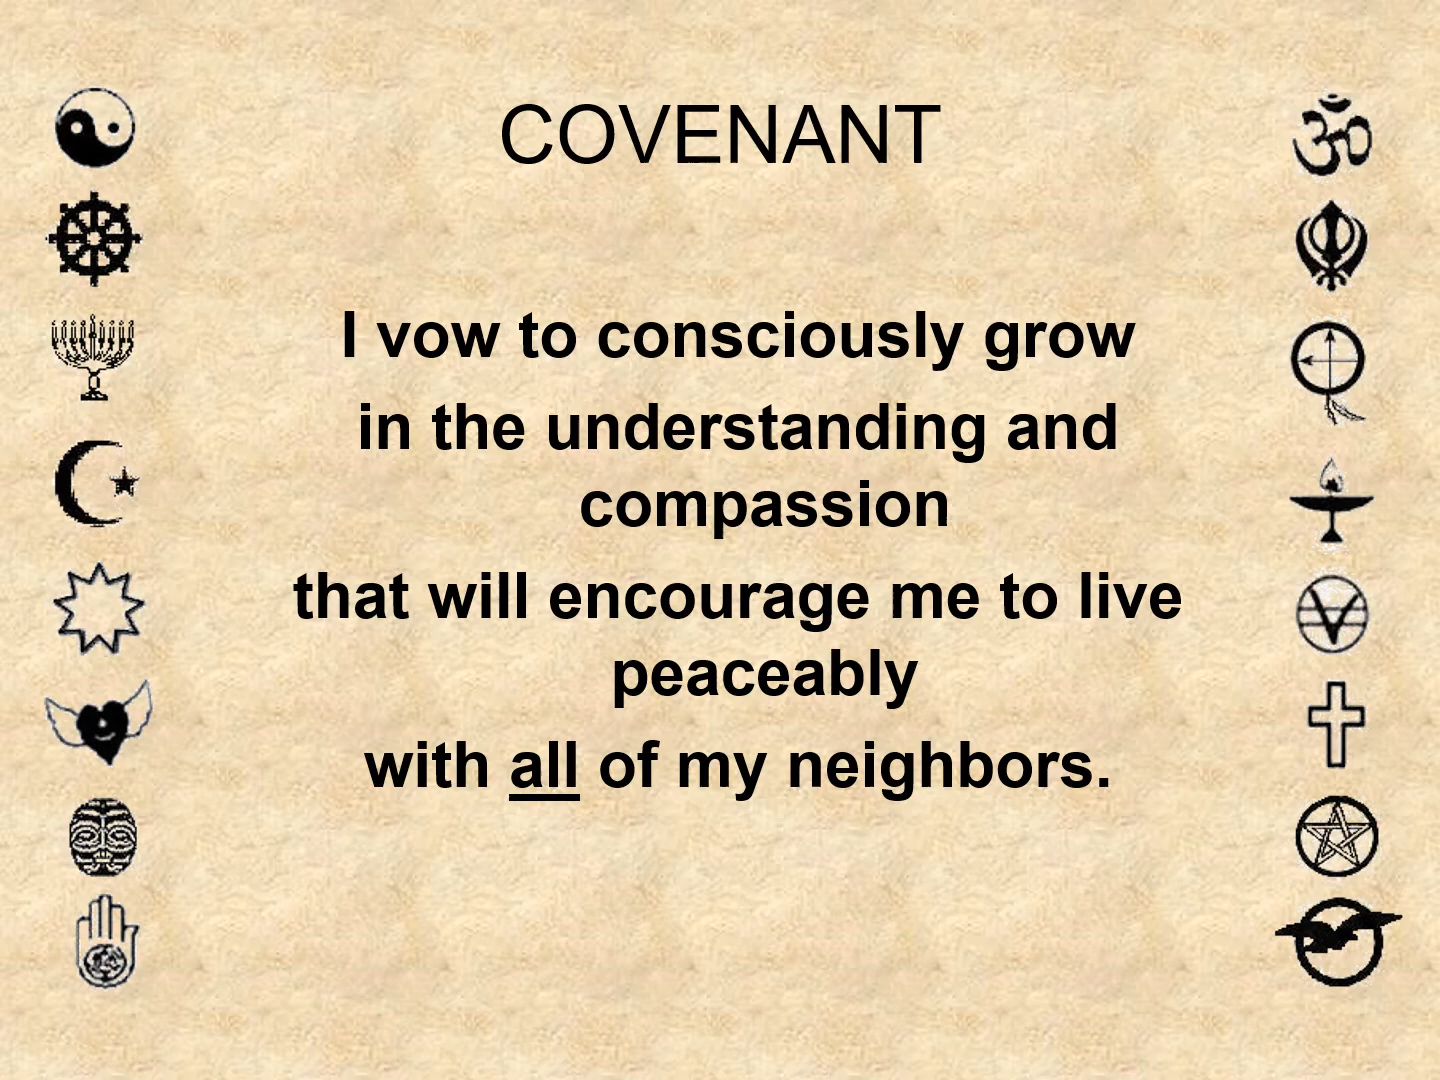 COVENANT
I vow to consciously grow
in the understanding and
compassion
that will encourage me to live
peaceably
with all of my neighbors.